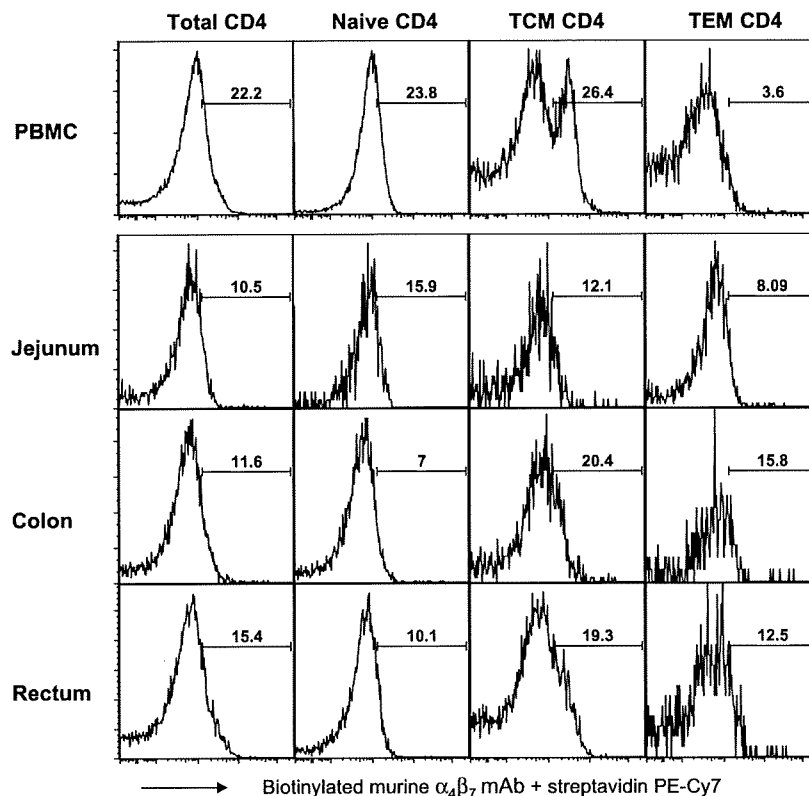 Total CD4 Naive CD4 TCM CD4 TEM CD4
PBMC
22.2 23.8 26.4 3.6
Jejunum
10.5 15.9 12.1 8.09
Colon
11.6 7 20.4 15.8
Rectum
15.4 10.1 19.3 12.5
Biotinylated murine α₄β₇ mAb + streptavidin PE-Cy7